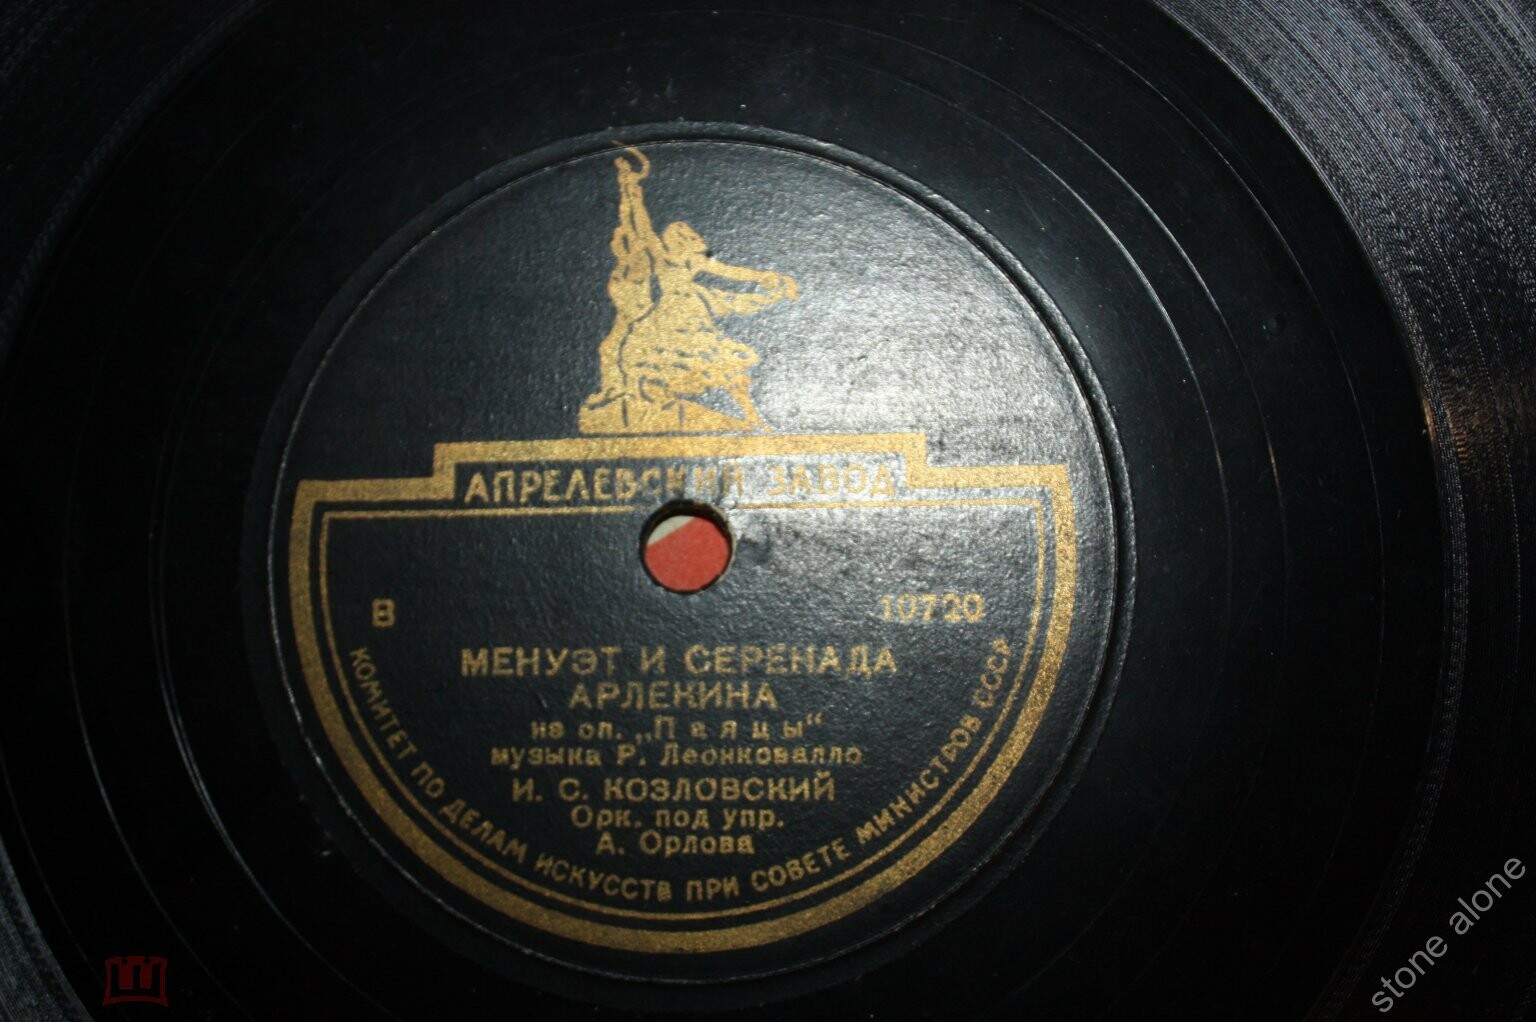 АПРЕЛЕВСКИЙ ЗАВОД
В 10720
МЕНУЭТ И СЕРЕНАДА
АРЛЕКИНА
из оп. „Паяцы“
музыка Р. Леонковалло
И. С. КОЗЛОВСКИЙ
Орк. под упр.
А. Орлова
КОМИТЕТ ПО ДЕЛАМ ИСКУССТВ ПРИ СОВЕТЕ МИНИСТРОВ СССР
stone alone